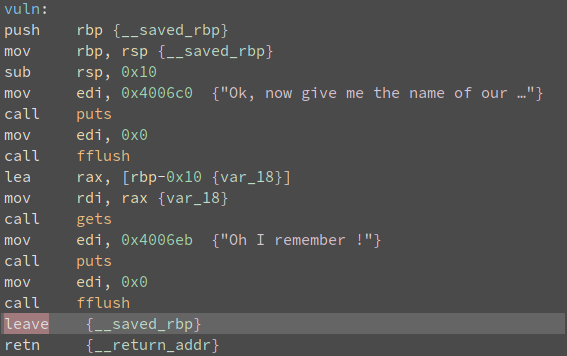 vuln:
push    rbp {__saved_rbp}
mov     rbp, rsp {__saved_rbp}
sub     rsp, 0x10
mov     edi, 0x4006c0  {"Ok, now give me the name of our …"}
call    puts
mov     edi, 0x0
call    fflush
lea     rax, [rbp-0x10 {var_18}]
mov     rdi, rax {var_18}
call    gets
mov     edi, 0x4006eb  {"Oh I remember !"}
call    puts
mov     edi, 0x0
call    fflush
leave    {__saved_rbp}
retn     {__return_addr}